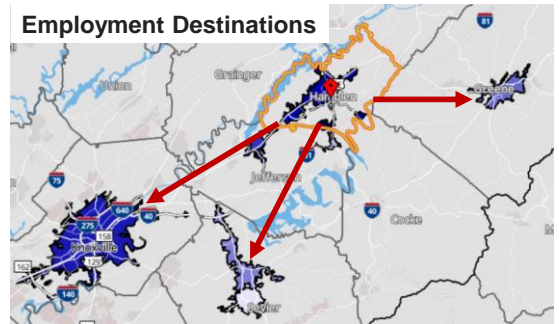 Employment Destinations
81
Union
Grainger
Hamblen
Greene
81
Jefferson
75
640
40
275
40
Cocke
158
Knoxville
162
129
Sevier
140